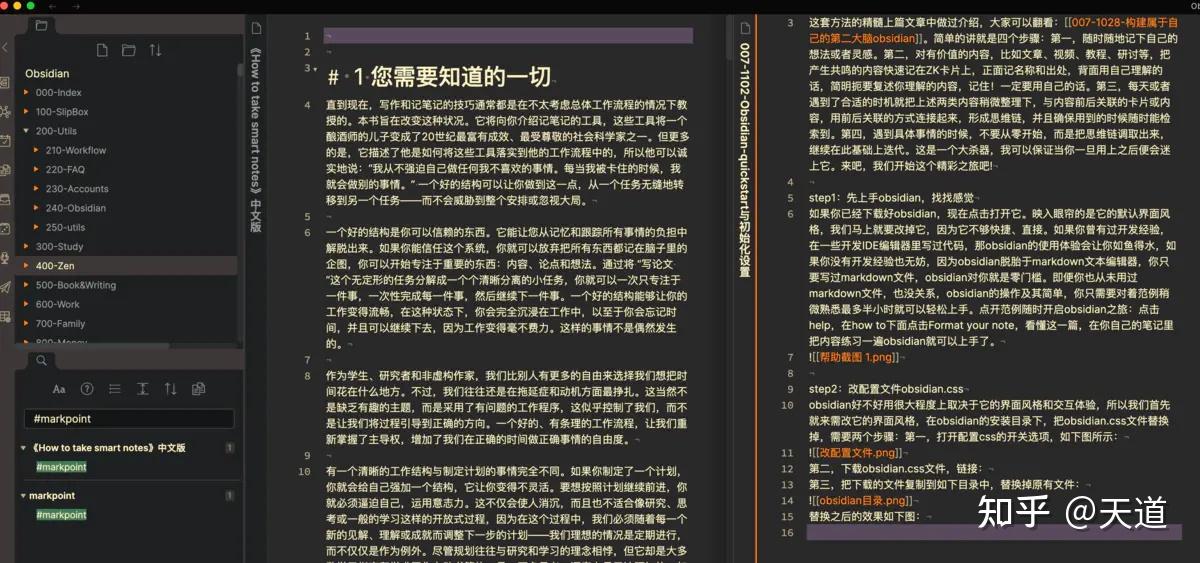 Obsidian
000-Index
100-SlipBox
200-Utils
210-Workflow
220-FAQ
230-Accounts
240-Obsidian
250-utils
300-Study
400-Zen
500-Book&Writing
600-Work
700-Family
800-Money
Aa
#markpoint
《How to take smart notes》中文版
1
#markpoint
markpoint
1
#markpoint
《How to take smart notes》中文版
1
2
3
# 1 您需要知道的一切
4
直到现在，写作和记笔记的技巧通常都是在不太考虑总体工作流程的情况下教
授的。本书旨在改变这种状况。它将向你介绍记笔记的工具，这些工具将一个
酿酒师的儿子变成了20世纪最富有成效、最受尊敬的社会科学家之一。但更多
的是，它描述了他是如何将这些工具落实到他的工作流程中的，所以他可以诚
实地说：“我从不强迫自己做任何我不喜欢的事情。每当我被卡住的时候，我
就会做别的事情。” 一个好的结构可以让你做到这一点，从一个任务无缝地转
移到另一个任务——而不会威胁到整个安排或忽视大局。
5
6
一个好的结构是你可以信赖的东西。它能让您从记忆和跟踪所有事情的负担中
解脱出来。如果你能信任这个系统，你就可以放弃把所有东西都记在脑子里的
企图，你可以开始专注于重要的东西：内容、论点和想法。通过将 “写论文
”这个无定形的任务分解成一个个清晰分离的小任务，你就可以一次只专注于
一件事，一次性完成每一件事，然后继续下一件事。一个好的结构能够让你的
工作变得流畅，在这种状态下，你会完全沉浸在工作中，以至于你会忘记时
间，并且可以继续下去，因为工作变得毫不费力。这样的事情不是偶然发生
的。
7
8
作为学生、研究者和非虚构作家，我们比别人有更多的自由来选择我们想把时
间花在什么地方。不过，我们往往还是在拖延症和动机方面最挣扎。这当然不
是缺乏有趣的主题，而是采用了有问题的工作程序，这似乎控制了我们，而不
是让我们将过程引导到正确的方向。一个好的、有条理的工作流程，让我们重
新掌握了主导权，增加了我们在正确的时间做正确事情的自由度。
9
10
有一个清晰的工作结构与制定计划的事情完全不同。如果你制定了一个计划，
你就会给自己强加一个结构，它让你变得不灵活。要想按照计划继续前进，你
就必须逼迫自己，运用意志力。这不仅会使人消沉，而且也不适合像研究、思
考或一般的学习这样的开放式过程，因为在这个过程中，我们必须随着每一个
新的见解、理解或成就而调整下一步的计划——我们理想的情况是定期进行，
而不仅仅是作为例外。尽管规划往往与研究和学习的理念相悖，但它却是大多
007-1102-Obsidian-quickstart与初始化设置
3
这套方法的精髓上篇文章中做过介绍，大家可以翻看：[[007-1028-构建属于自
己的第二大脑obsidian]]。简单的讲就是四个步骤：第一，随时随地记下自己的
想法或者灵感。第二，对有价值的内容，比如文章、视频、教程、研讨等，把
产生共鸣的内容快速记在ZK卡片上，正面记名称和出处，背面用自己理解的
话，简明扼要复述你理解的内容，记住！一定要用自己的话。第三，每天或者
遇到了合适的时机就把上述两类内容稍微整理下，与内容前后关联的卡片或内
容，用前后关联的方式连接起来，形成思维链，并且确保用到的时候随时能检
索到。第四，遇到具体事情的时候，不要从零开始，而是把思维链调取出来，
继续在此基础上迭代。这是一个大杀器，我可以保证当你一旦用上之后便会迷
上它。来吧，我们开始这个精彩之旅吧!
4
5
step1：先上手obsidian，找找感觉
6
如果你已经下载好obsidian，现在点击打开它。映入眼帘的是它的默认界面风
格，我们马上就要改掉它，因为它不够快捷、直接。如果你曾有过开发经验，
在一些开发IDE编辑器里写过代码，那obsidian的使用体验会让你如鱼得水，如
果你没有开发经验也无妨，因为obsidian脱胎于markdown文本编辑器，你只
要写过markdown文件，obsidian对你就是零门槛。即便你也从未用过
markdown文件，也没关系，obsidian的操作及其简单，你只需要对着范例稍
微熟悉最多半小时就可以轻松上手。点开范例随时开启obsidian之旅：点击
help，在how to下面点击Format your note，看懂这一篇，在你自己的笔记里
把内容练习一遍obsidian就可以上手了。
7
![[帮助截图 1.png]]
8
9
step2：改配置文件obsidian.css
10
obsidian好不好用很大程度上取决于它的界面风格和交互体验，所以我们首先
就来需改它的界面风格，在obsidian的安装目录下，把obsidian.css文件替换
掉，需要两个步骤：第一，打开配置css的开关选项，如下图所示：
11
![[改配置文件.png]]
12
第二，下载obsidian.css文件，链接：
13
第三，把下载的文件复制到如下目录中，替换掉原有文件：
14
![[obsidian目录.png]]
15
替换之后的效果如下图：
16
知乎 @天道